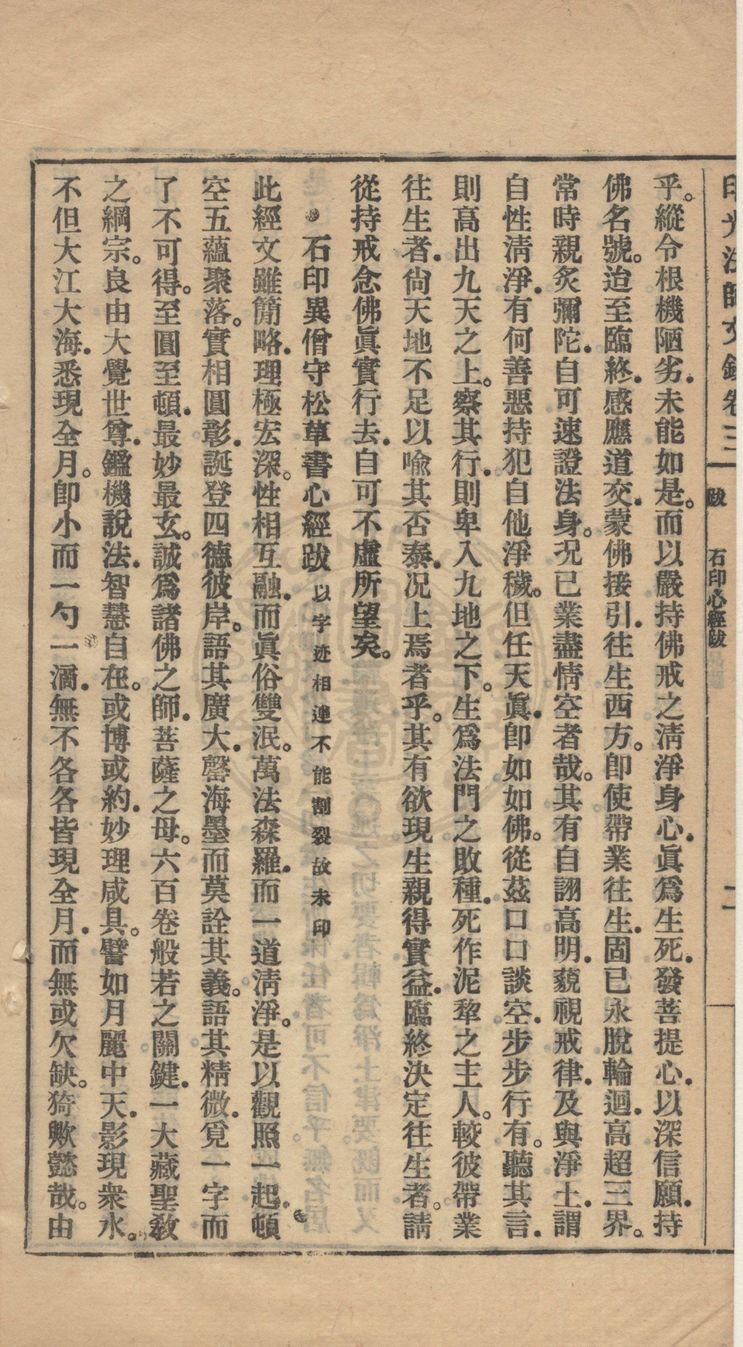 印光法師文鈔卷三 跋 石印心經跋 二
乎。縱令根機陋劣。未能如是。而以嚴持佛戒之清淨身心。眞爲生死。發菩提心。以深信願。持
佛名號。迨至臨終。感應道交。蒙佛接引。往生西方。卽使帶業往生。固已永脫輪迴。高超三界。
常時親炙彌陀。自可速證法身。况已業盡情空者哉。其有自詡高明。藐視戒律。及與淨土。謂
自性清淨。有何善惡持犯自他淨穢。但任天眞。卽如如佛。從茲口口談空。步步行有。聽其言。
則高出九天之上。察其行。則卑入九地之下。生爲法門之敗種。死作泥犂之主人。較彼帶業
往生者。尙天地不足以喻其否泰。况上焉者乎。其有欲現生親得實益。臨終決定往生者。請
從持戒念佛眞實行去。自可不虛所望矣。
石印異僧守松草書心經跋 以字迹相連不能割裂故未印
此經文雖簡略。理極宏深。性相互融。而眞俗雙泯。萬法森羅。而一道清淨。是以觀照一起。頓
空五蘊聚落。實相圓彰。誕登四德彼岸。語其廣大。罄海墨而莫詮其義。語其精微。覓一字而
了不可得。至圓至頓。最妙最玄。誠爲諸佛之師。菩薩之母。六百卷般若之關鍵。一大藏聖敎
之綱宗。良由大覺世尊。鑑機說法。智慧自在。或博或約。妙理咸具。譬如月麗中天。影現衆水。
不但大江大海。悉現全月。卽小而一勺一滴。無不各各皆現全月。而無或欠缺。猗歟懿哉。由